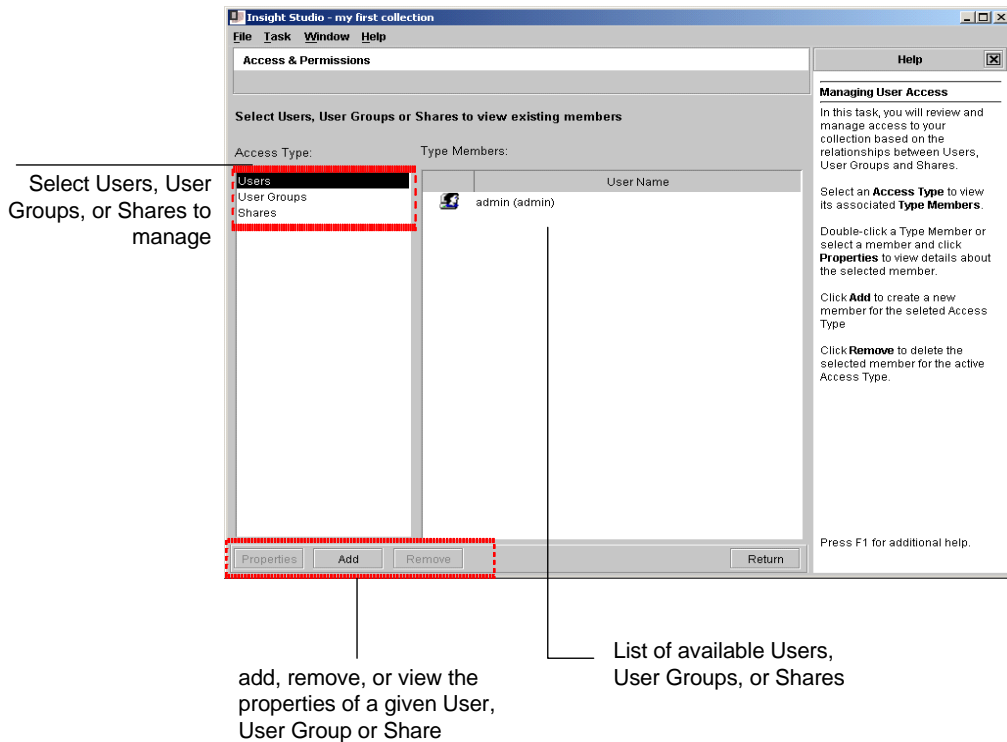 Insight Studio - my first collection
File Task Window Help
Access & Permissions
Select Users, User Groups or Shares to view existing members
Access Type:
Users
User Groups
Shares
Type Members:
User Name
admin (admin)
Properties
Add
Remove
Return
Help
Managing User Access
In this task, you will review and
manage access to your
collection based on the
relationships between Users,
User Groups and Shares.
Select an Access Type to view
its associated Type Members.
Double-click a Type Member or
select a member and click
Properties to view details about
the selected member.
Click Add to create a new
member for the seleted Access
Type
Click Remove to delete the
selected member for the active
Access Type.
Press F1 for additional help.
Select Users, User
Groups, or Shares to
manage
add, remove, or view the
properties of a given User,
User Group or Share
List of available Users,
User Groups, or Shares